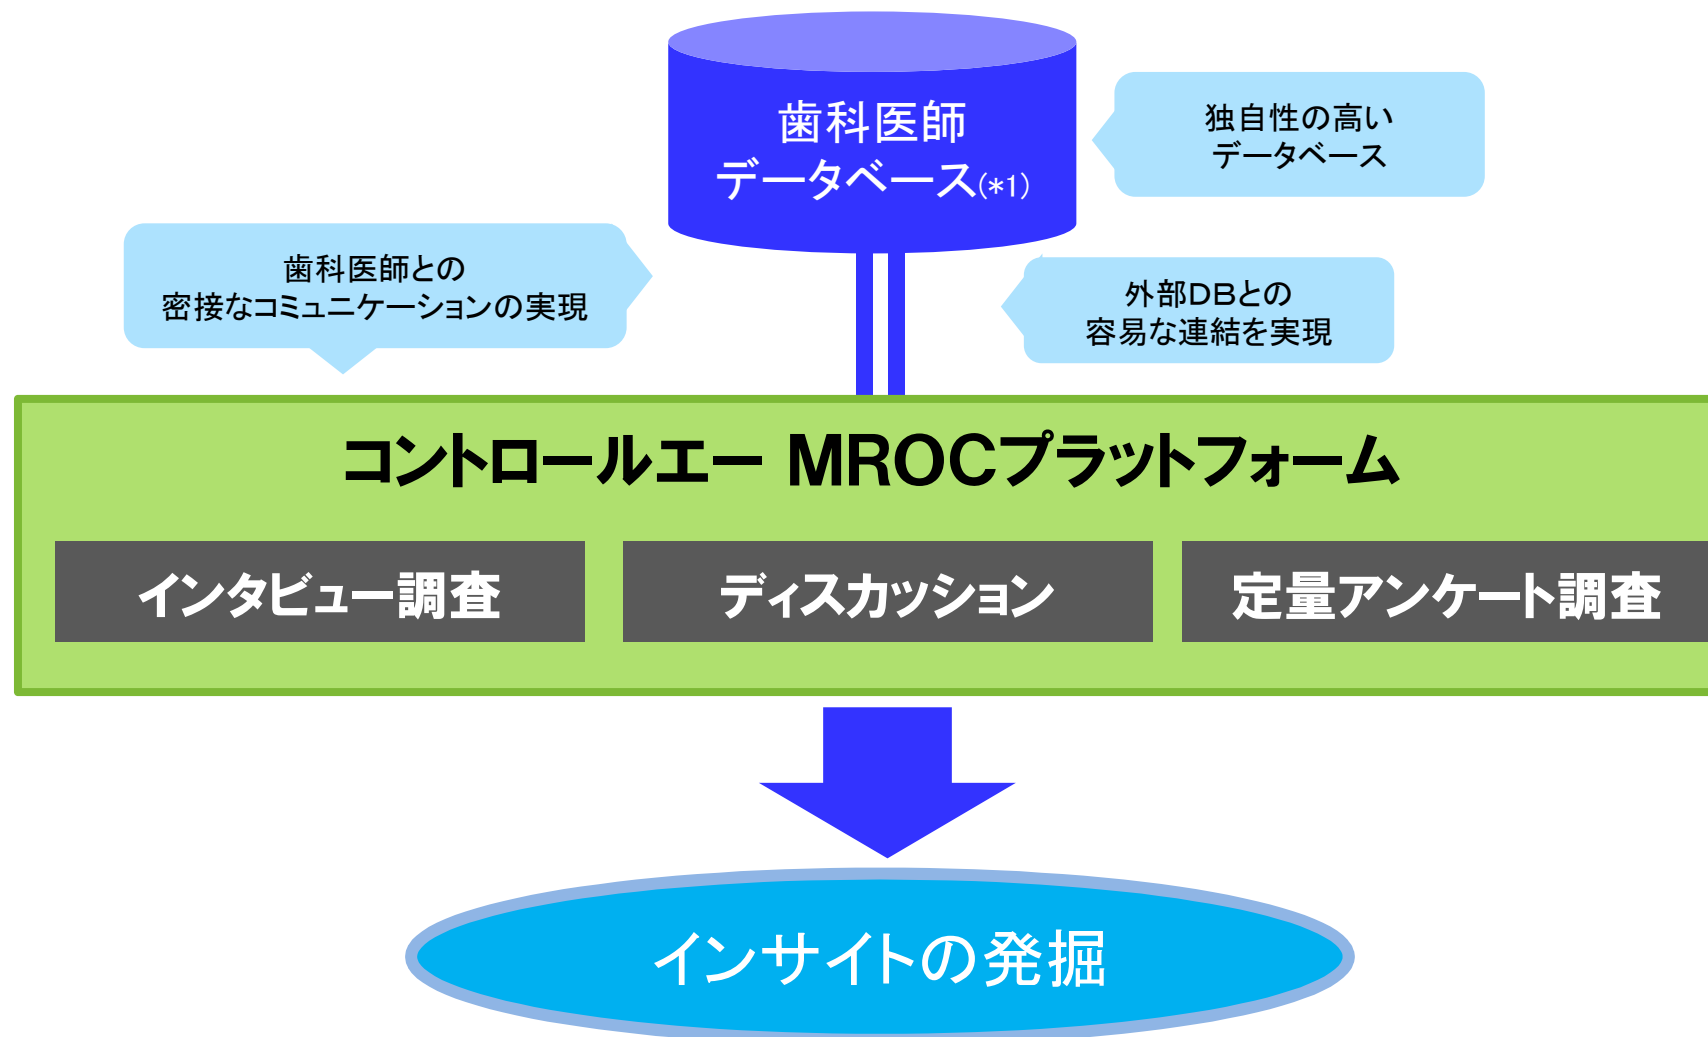 歯科医師
データベース(*1)
独自性の高い
データベース
歯科医師との
密接なコミュニケーションの実現
外部DBとの
容易な連結を実現
コントロールエー MROCプラットフォーム
インタビュー調査
ディスカッション
定量アンケート調査
インサイトの発掘